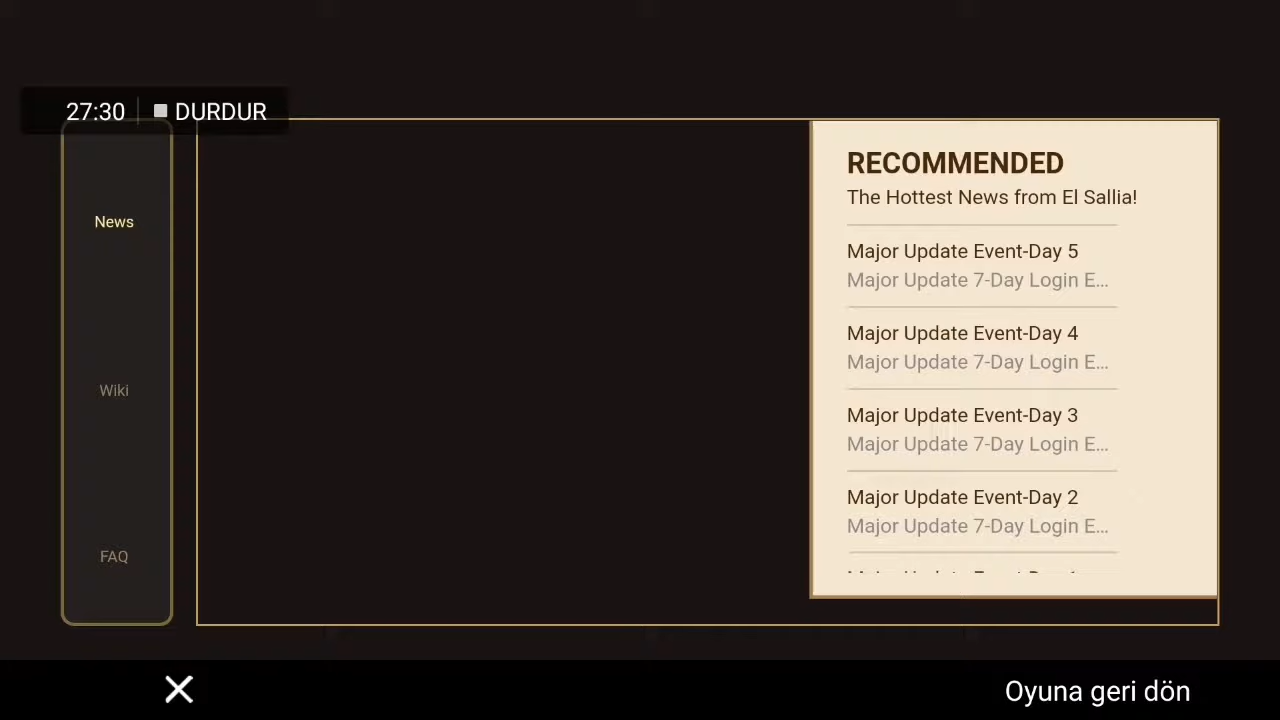 27:30 DURDUR
News
Wiki
FAQ
RECOMMENDED
The Hottest News from El Sallia!
Major Update Event-Day 5
Major Update 7-Day Login E...
Major Update Event-Day 4
Major Update 7-Day Login E...
Major Update Event-Day 3
Major Update 7-Day Login E...
Major Update Event-Day 2
Major Update 7-Day Login E...
Oyuna geri dön